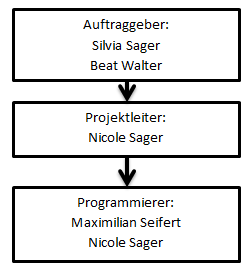 Auftraggeber:
Silvia Sager
Beat Walter
Projektleiter:
Nicole Sager
Programmierer:
Maximilian Seifert
Nicole Sager